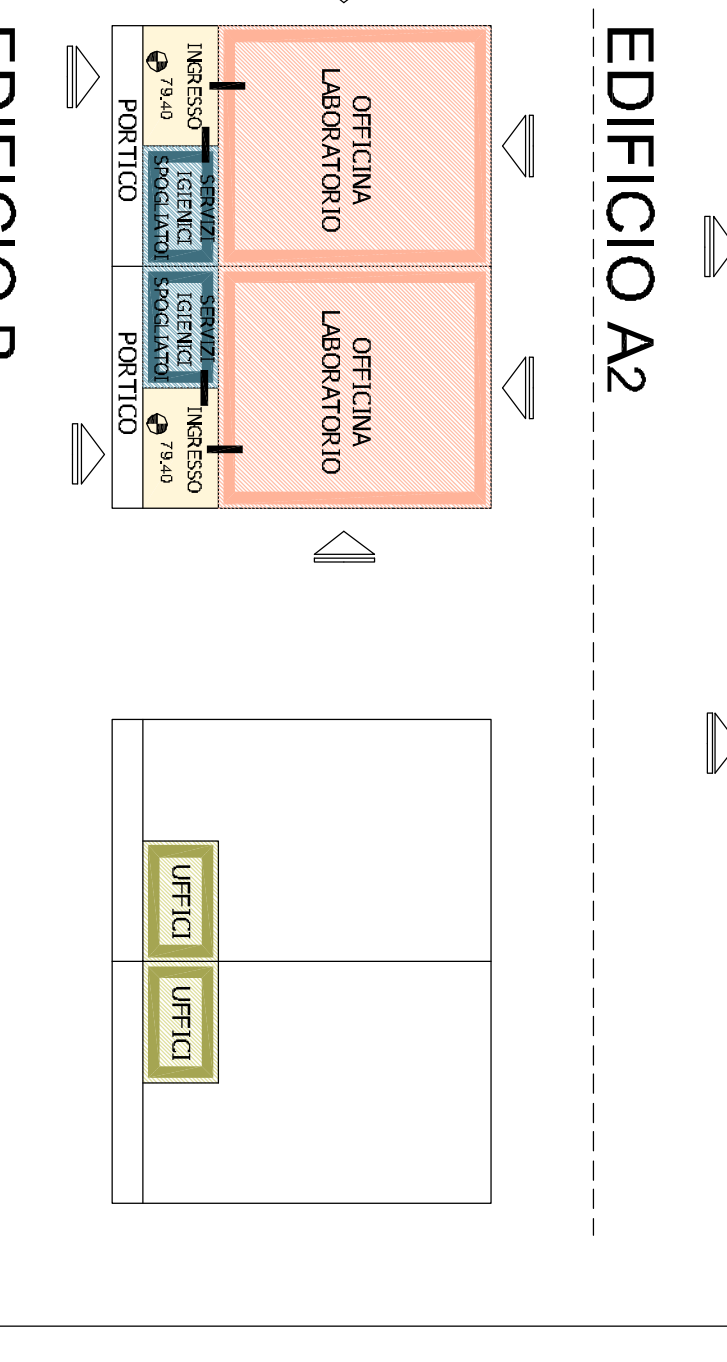 EDIFICIO A2
OFFICINA
LABORATORIO
OFFICINA
LABORATORIO
INGRESSO
79.40
SERVIZI
IGIENICI
SPOGLIATOI
SERVIZI
IGIENICI
SPOGLIATOI
INGRESSO
79.40
PORTICO
PORTICO
UFFICI
UFFICI
EDIFICIO